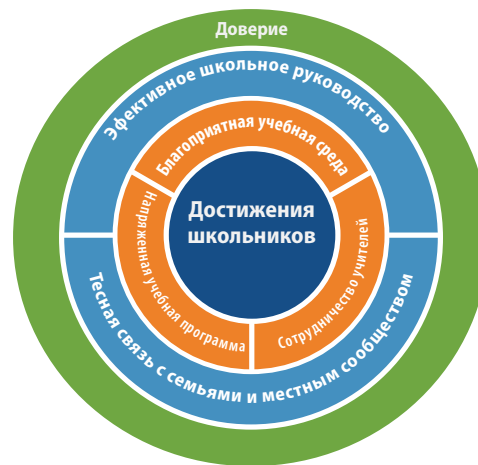 Доверие
Эфективное школьное руководство
Благоприятная учебная среда
Достижения
школьников
Напряженная учебная программа
Сотрудничество учителей
Тесная связь с семьями и местным сообществом